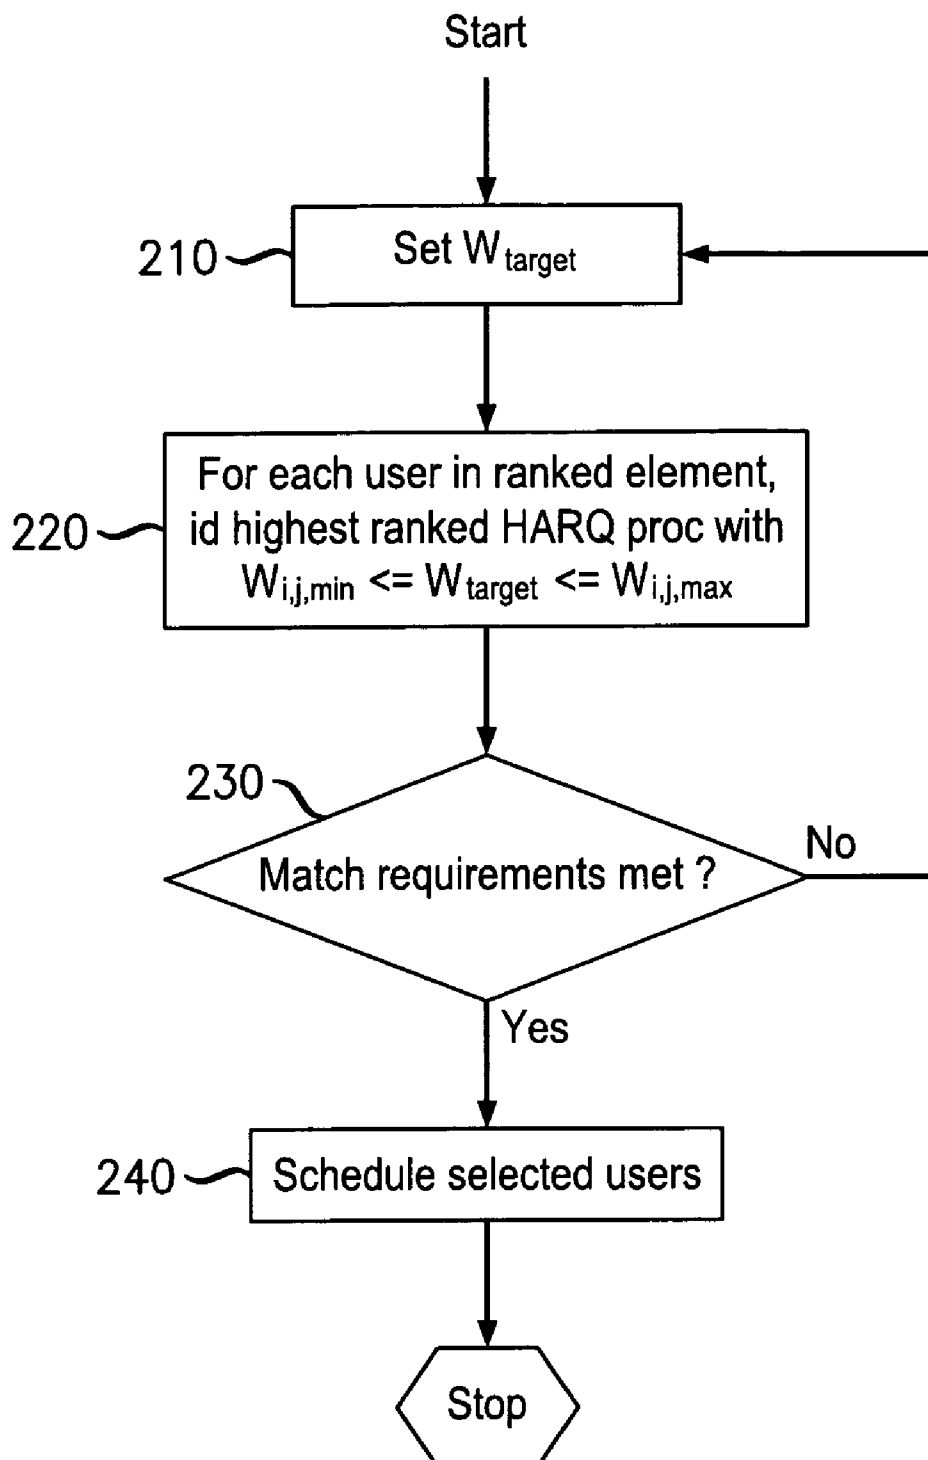 Start
210
Set W_target
For each user in ranked element,
220
id highest ranked HARQ proc with
W_i,j,min <= W_target <= W_i,j,max
230
No
Match requirements met ?
Yes
240
Schedule selected users
Stop